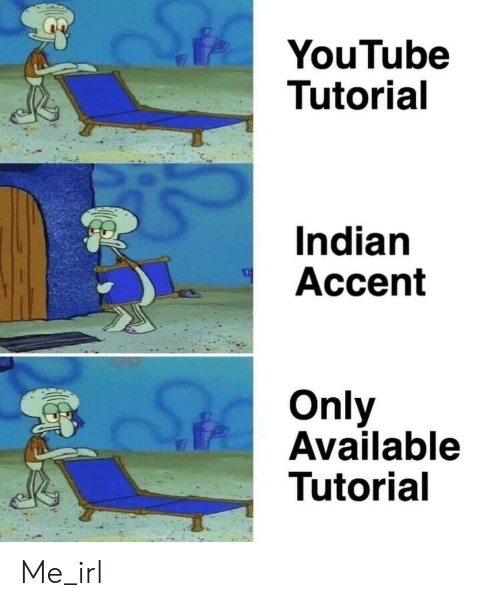 YouTube
Tutorial
Indian
Accent
Only
Available
Tutorial
Me_irl